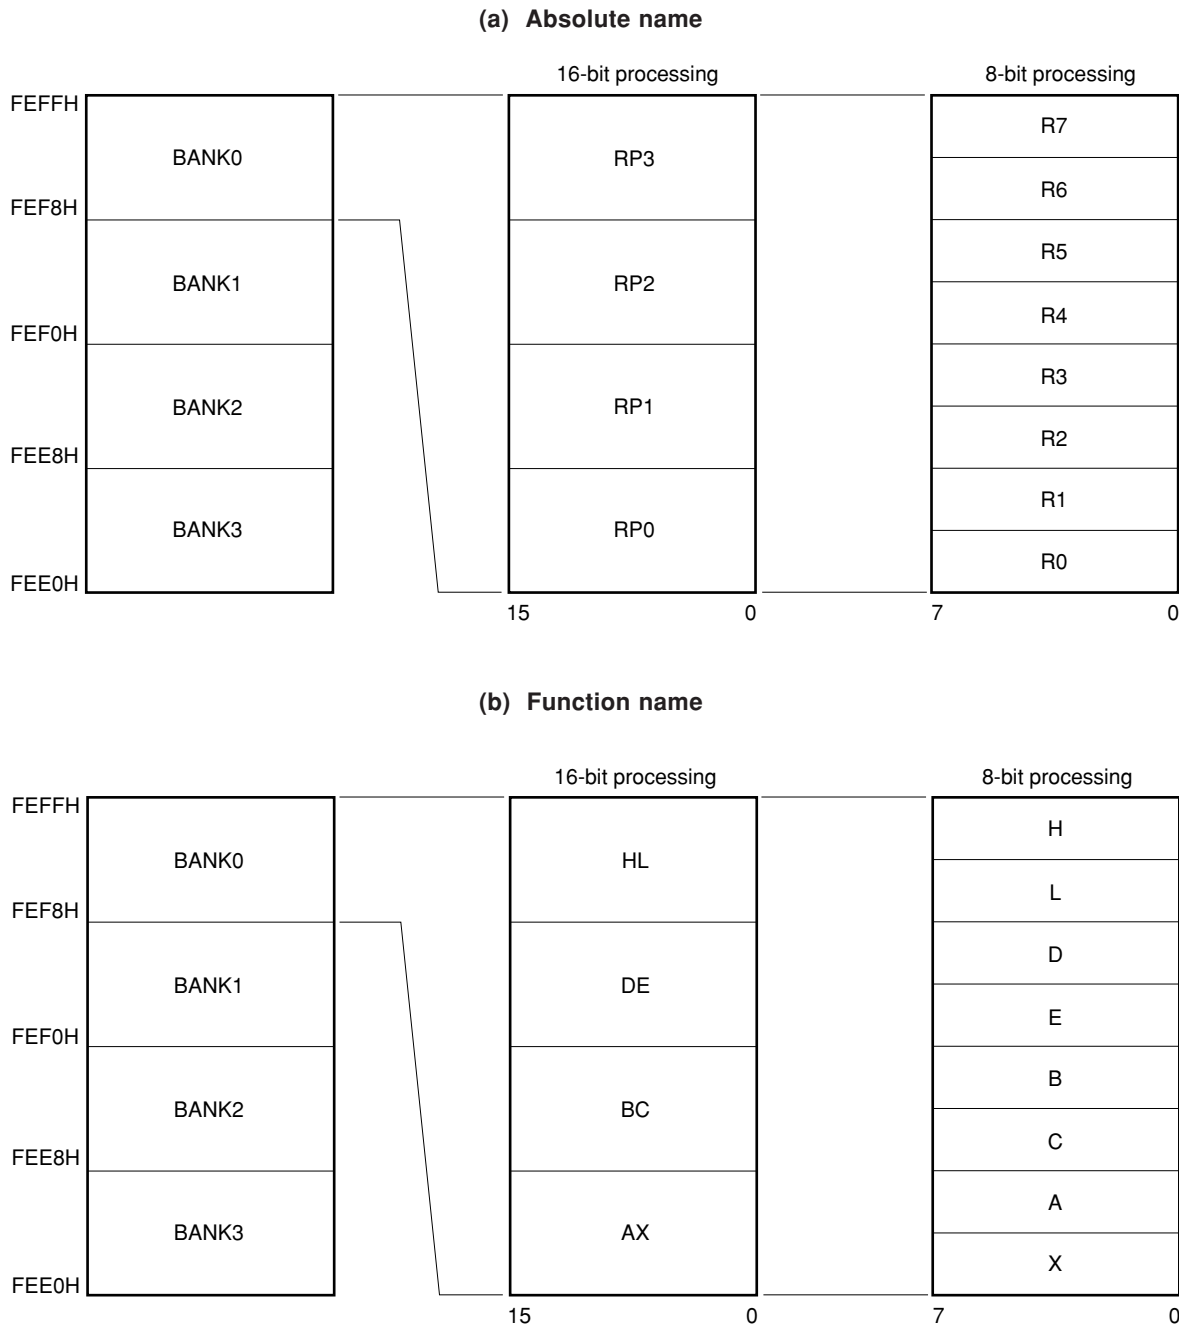 (a) Absolute name
16-bit processing
8-bit processing
FEFFH
BANK0
RP3
R7
R6
FEF8H
BANK1
RP2
R5
R4
FEF0H
BANK2
RP1
R3
R2
FEE8H
BANK3
RP0
R1
R0
FEE0H
15
0
7
0
(b) Function name
16-bit processing
8-bit processing
FEFFH
BANK0
HL
H
L
FEF8H
BANK1
DE
D
E
FEF0H
BANK2
BC
B
C
FEE8H
BANK3
AX
A
X
FEE0H
15
0
7
0